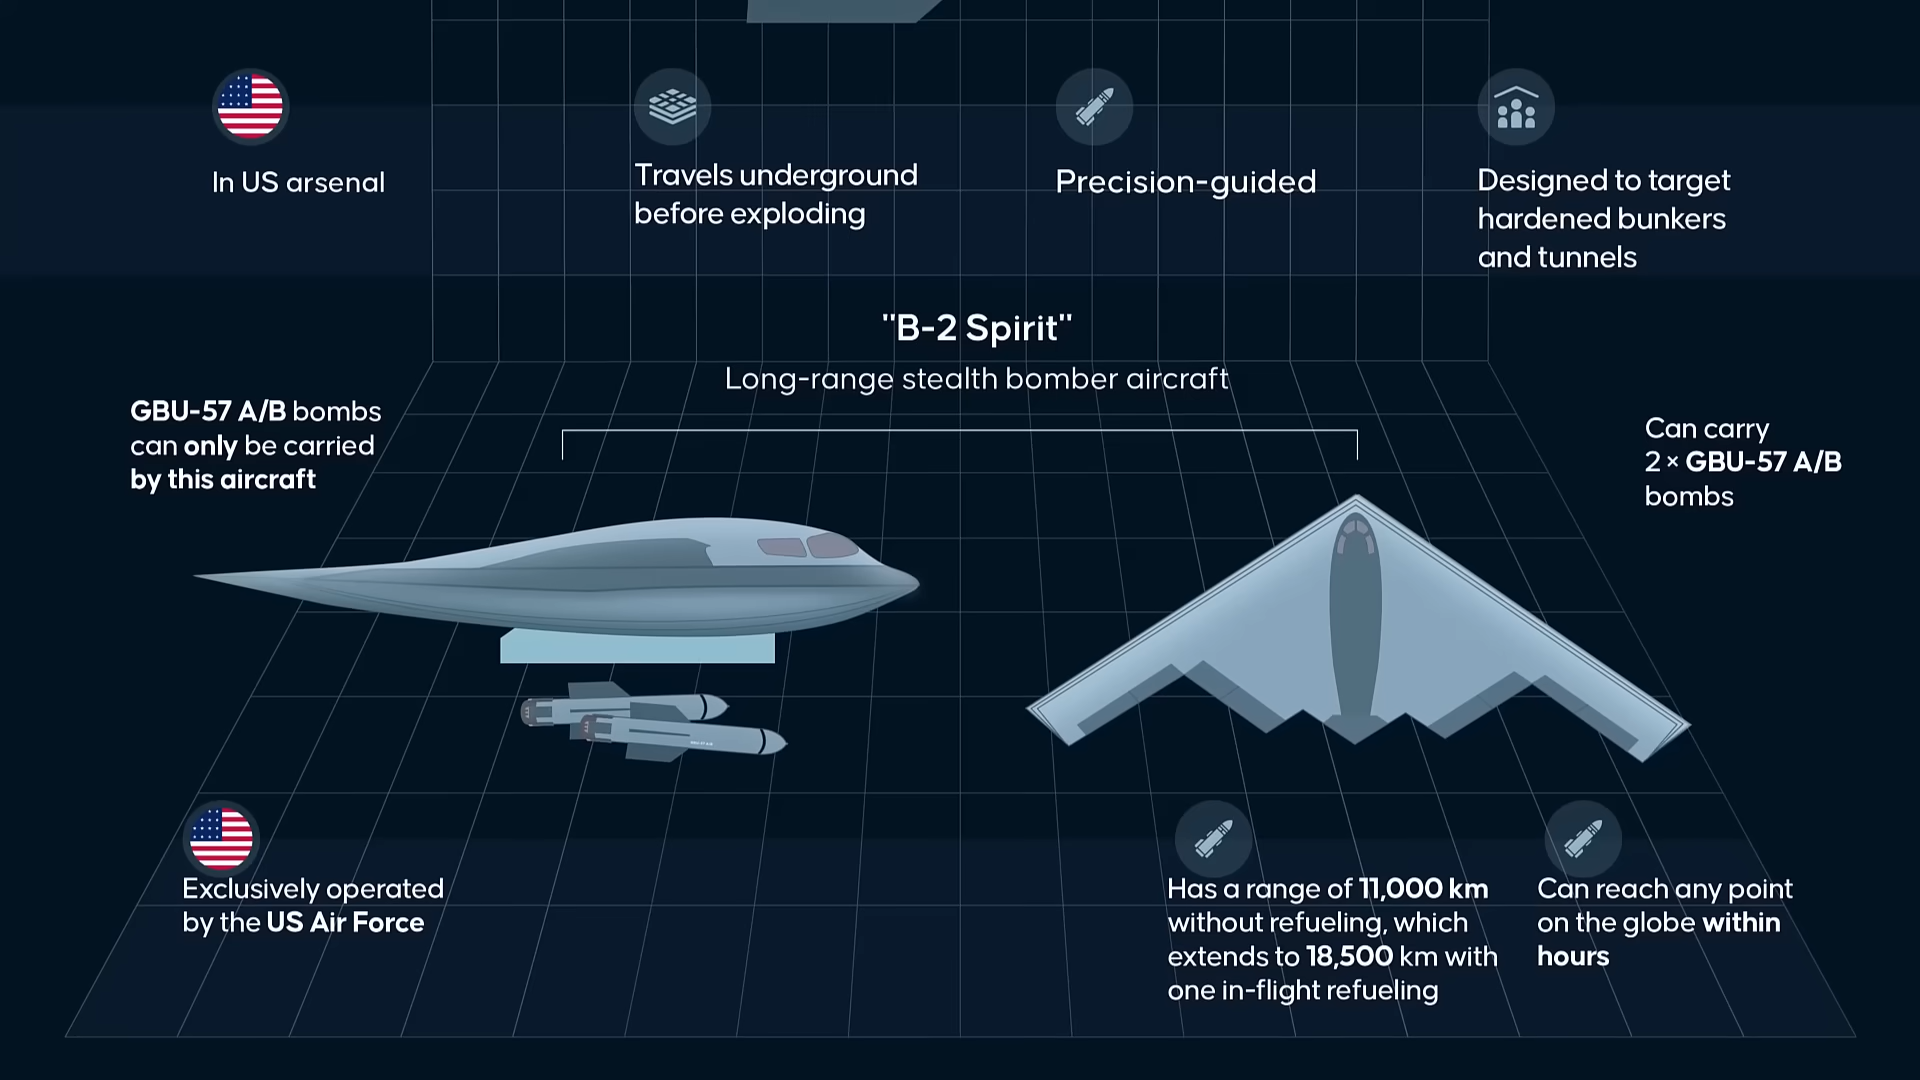 In US arsenal
Travels underground
before exploding
Precision-guided
Designed to target
hardened bunkers
and tunnels
"B-2 Spirit"
Long-range stealth bomber aircraft
GBU-57 A/B bombs
can only be carried
by this aircraft
Can carry
2 × GBU-57 A/B
bombs
Exclusively operated
by the US Air Force
Has a range of 11,000 km
without refueling, which
extends to 18,500 km with
one in-flight refueling
Can reach any point
on the globe within
hours